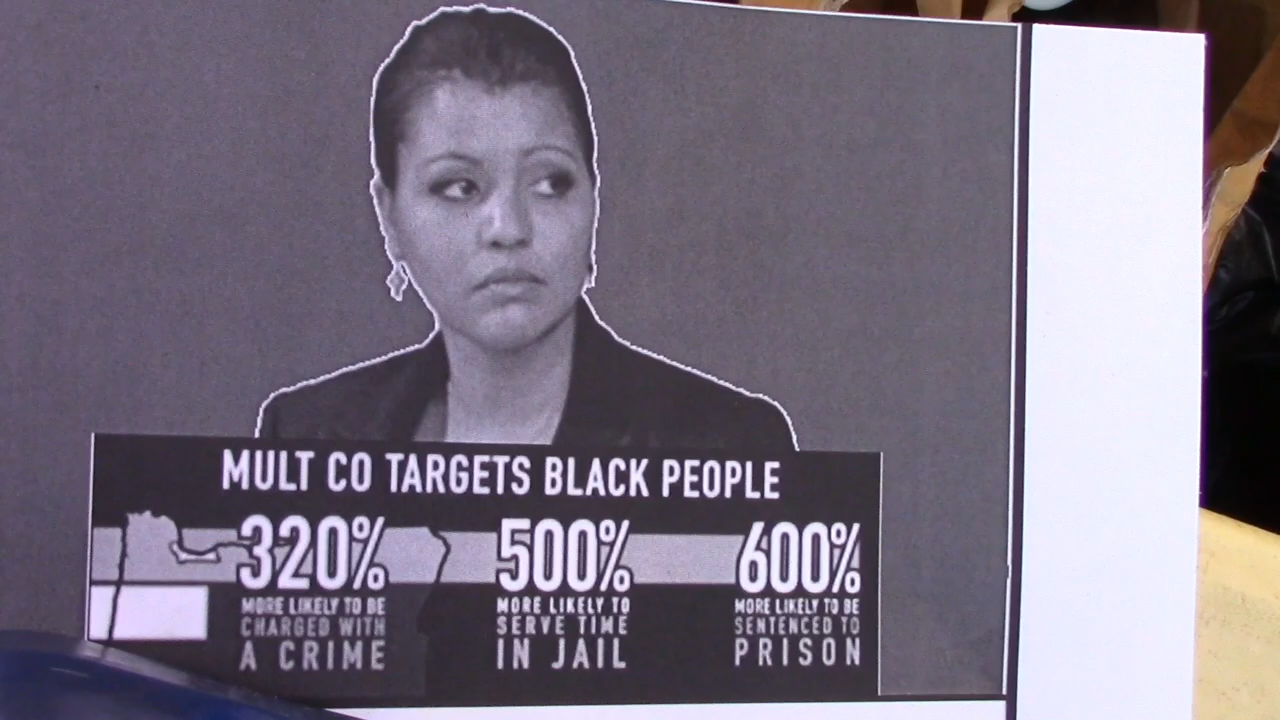 MULT CO TARGETS BLACK PEOPLE
320%
MORE LIKELY TO BE
CHARGED WITH
A CRIME
500%
MORE LIKELY TO
SERVE TIME
IN JAIL
600%
MORE LIKELY TO BE
SENTENCED TO
PRISON